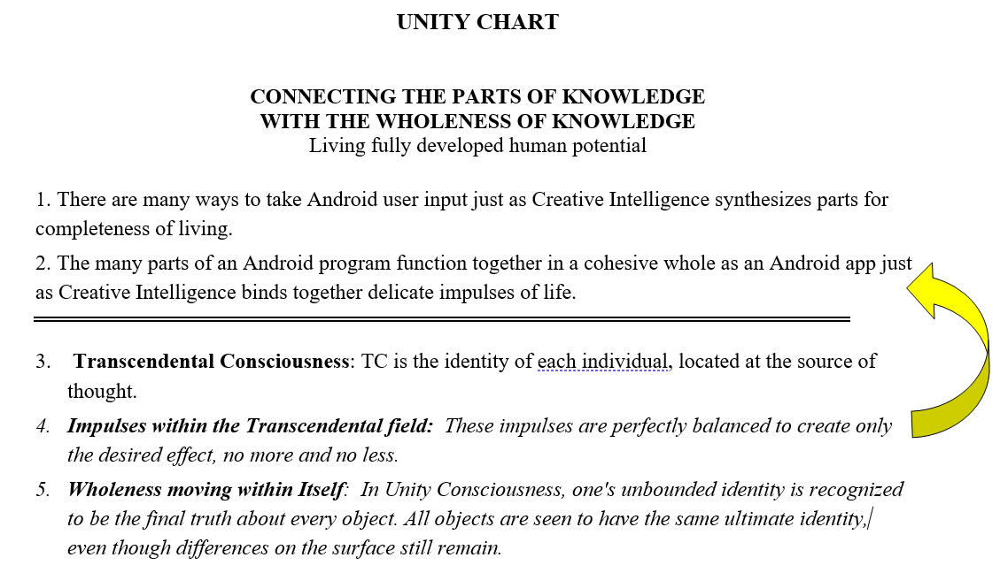 UNITY CHART
CONNECTING THE PARTS OF KNOWLEDGE
WITH THE WHOLENESS OF KNOWLEDGE
Living fully developed human potential
1. There are many ways to take Android user input just as Creative Intelligence synthesizes parts for
completeness of living.
2. The many parts of an Android program function together in a cohesive whole as an Android app just
as Creative Intelligence binds together delicate impulses of life.
3. Transcendental Consciousness: TC is the identity of each individual, located at the source of
thought.
4. Impulses within the Transcendental field: These impulses are perfectly balanced to create only
the desired effect, no more and no less.
5. Wholeness moving within Itself: In Unity Consciousness, one's unbounded identity is recognized
to be the final truth about every object. All objects are seen to have the same ultimate identity,
even though differences on the surface still remain.